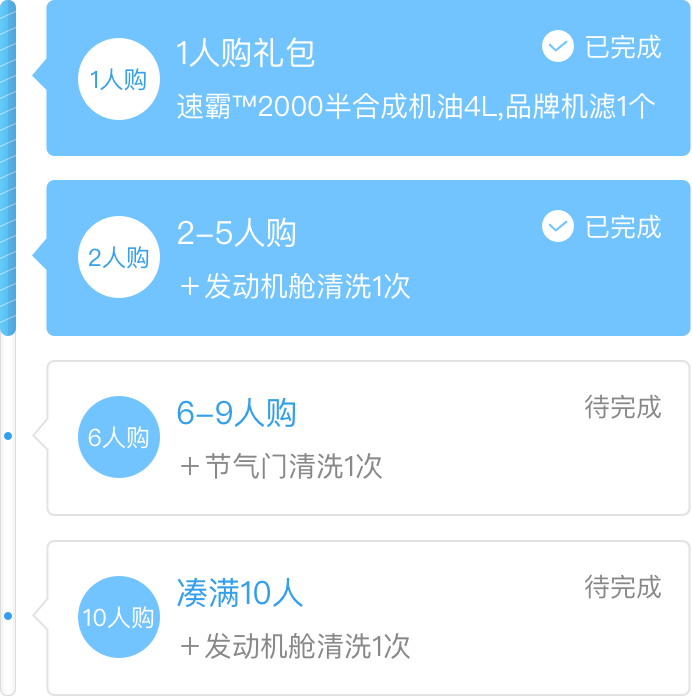 1人购
1人购礼包
已完成
速霸™2000半合成机油4L,品牌机滤1个
2人购
2-5人购
已完成
+发动机舱清洗1次
6人购
6-9人购
待完成
+节气门清洗1次
10人购
凑满10人
待完成
+发动机舱清洗1次